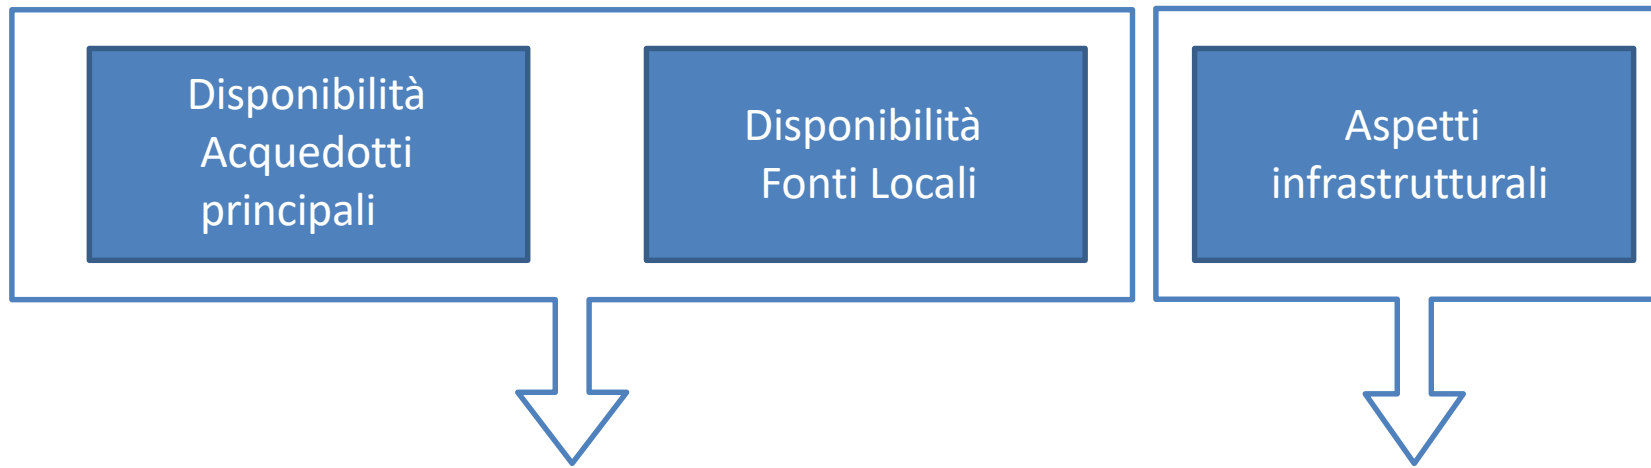 Disponibilità
Acquedotti
principali
Disponibilità
Fonti Locali
Aspetti
infrastrutturali